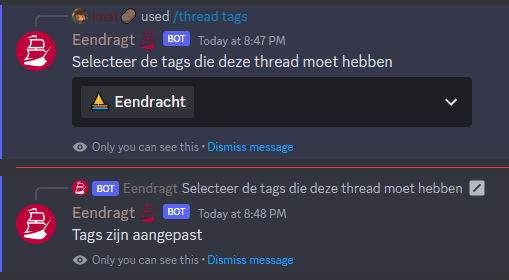 used /thread tags
Eendragt BOT Today at 8:47 PM
Selecteer de tags die deze thread moet hebben
Eendracht
Only you can see this • Dismiss message
BOT Eendragt Selecteer de tags die deze thread moet hebben
Eendragt BOT Today at 8:48 PM
Tags zijn aangepast
Only you can see this • Dismiss message